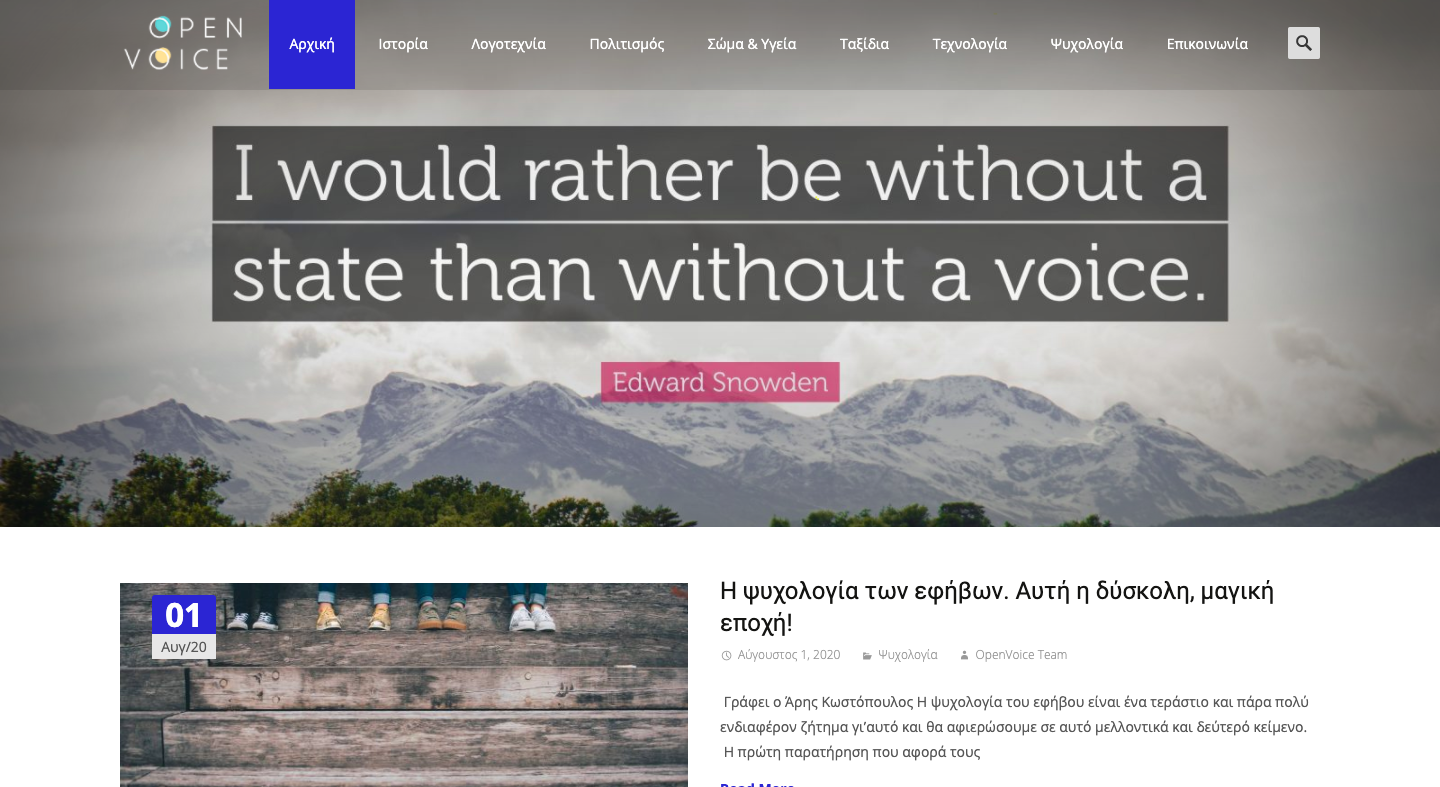 OPEN
VOICE
Αρχική
Ιστορία
Λογοτεχνία
Πολιτισμός
Σώμα & Υγεία
Ταξίδια
Τεχνολογία
Ψυχολογία
Επικοινωνία
I would rather be without a
state than without a voice.
Edward Snowden
01
Αυγ/20
Η ψυχολογία των εφήβων. Αυτή η δύσκολη, μαγική
εποχή!
Αύγουστος 1, 2020
Ψυχολογία
OpenVoice Team
Γράφει ο Άρης Κωστόπουλος Η ψυχολογία του εφήβου είναι ένα τεράστιο και πάρα πολύ
ενδιαφέρον ζήτημα γι’αυτό και θα αφιερώσουμε σε αυτό μελλοντικά και δεύτερό κείμενο.
Η πρώτη παρατήρηση που αφορά τους
Read More